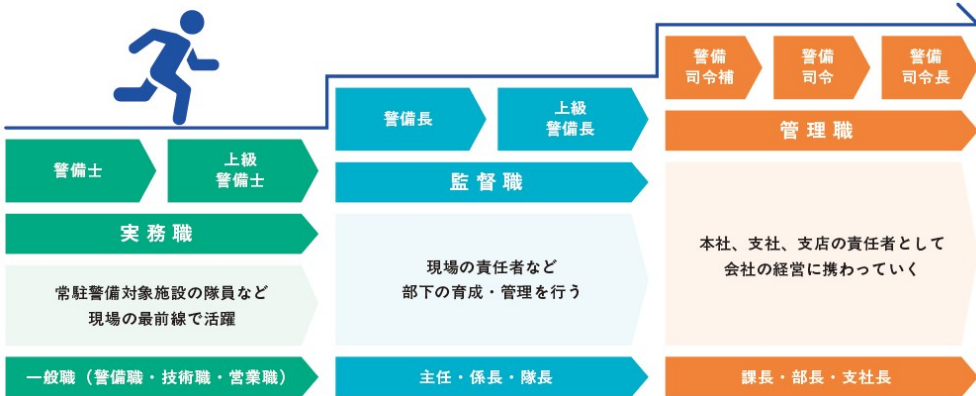 警備士
上級
警備士
実務職
常駐警備対象施設の隊員など
現場の最前線で活躍
一般職（警備職・技術職・営業職）
警備長
上級
警備長
監督職
現場の責任者など
部下の育成・管理を行う
主任・係長・隊長
警備
司令補
警備
司令
警備
司令長
管理職
本社、支社、支店の責任者として
会社の経営に携わっていく
課長・部長・支社長